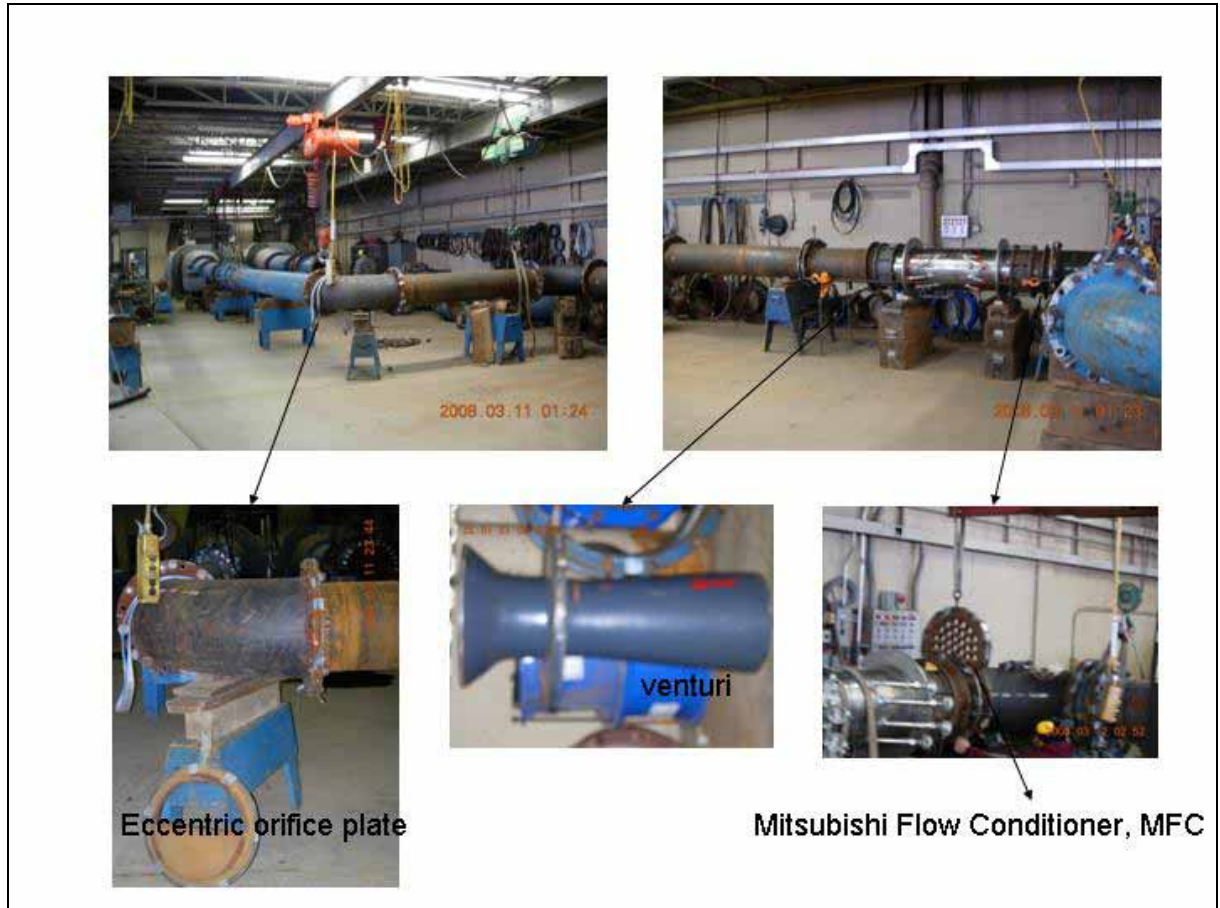 2008.03.11 01:24
Eccentric orifice plate
venturi
Mitsubishi Flow Conditioner, MFC